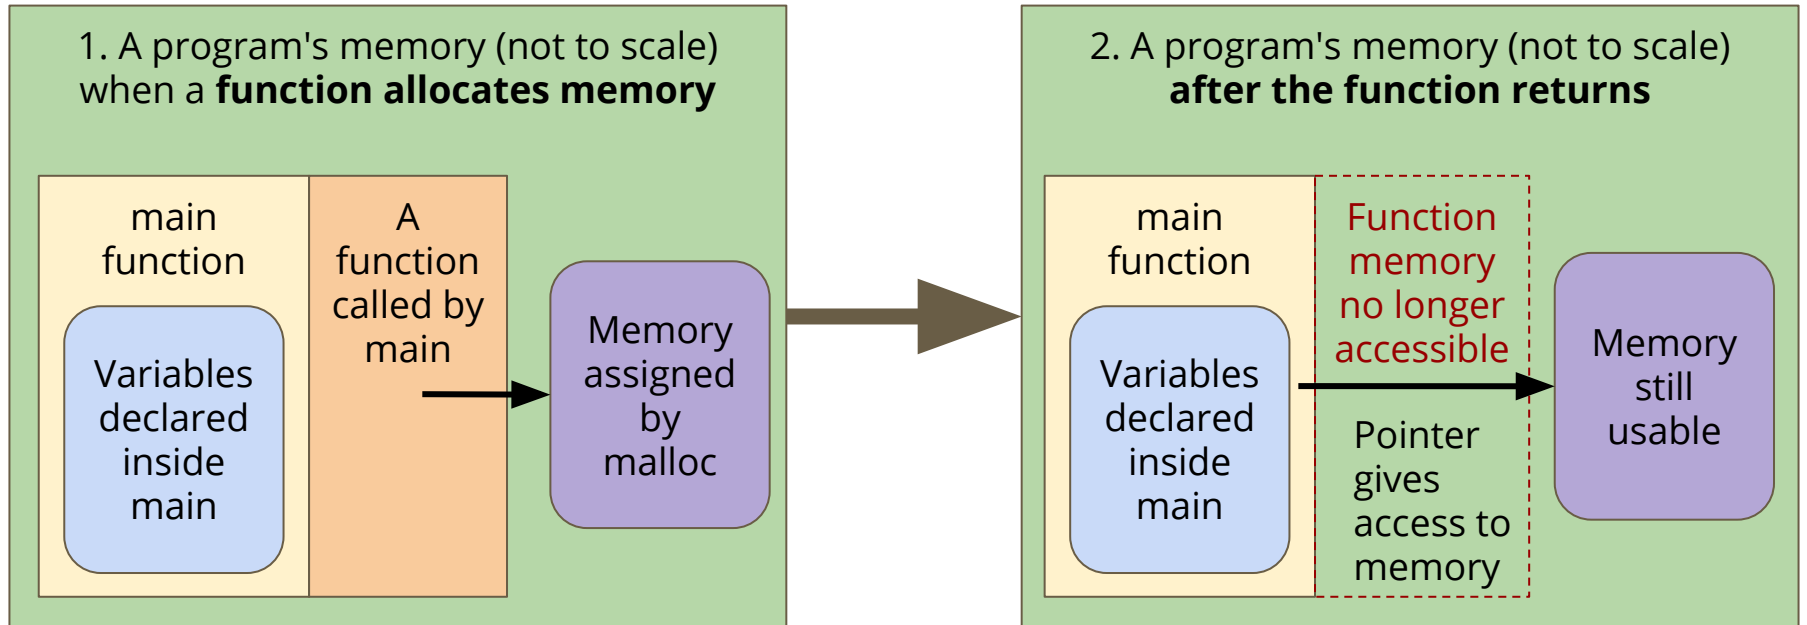 1. A program's memory (not to scale)
when a function allocates memory
main
function
Variables
declared
inside
main
A
function
called by
main
Memory
assigned
by
malloc
2. A program's memory (not to scale)
after the function returns
main
function
Variables
declared
inside
main
Function
memory
no longer
accessible
Pointer
gives
access to
memory
Memory
still
usable